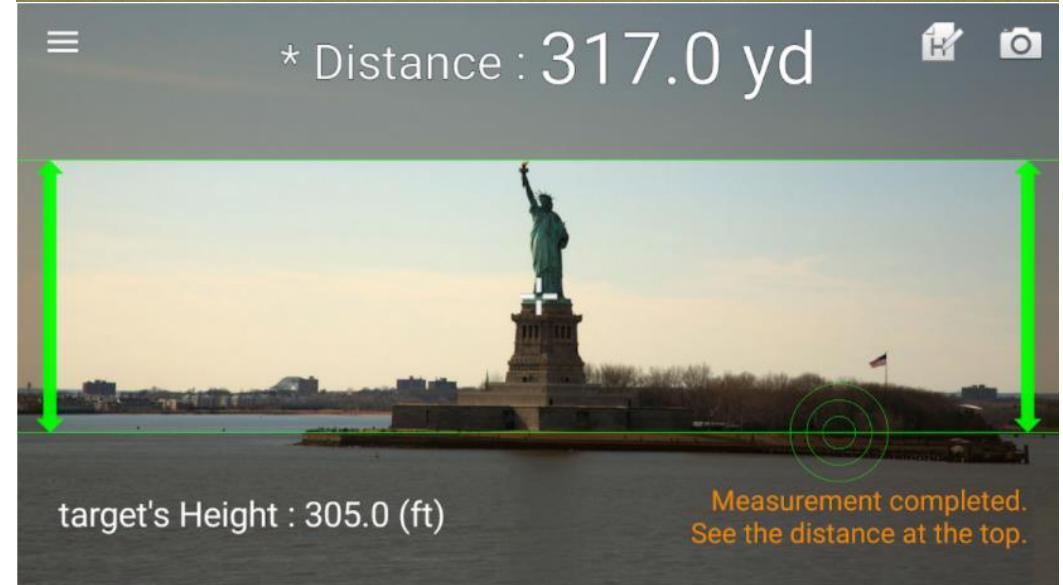 * Distance : 317.0 yd
H
target's Height : 305.0 (ft)
Measurement completed.
See the distance at the top.